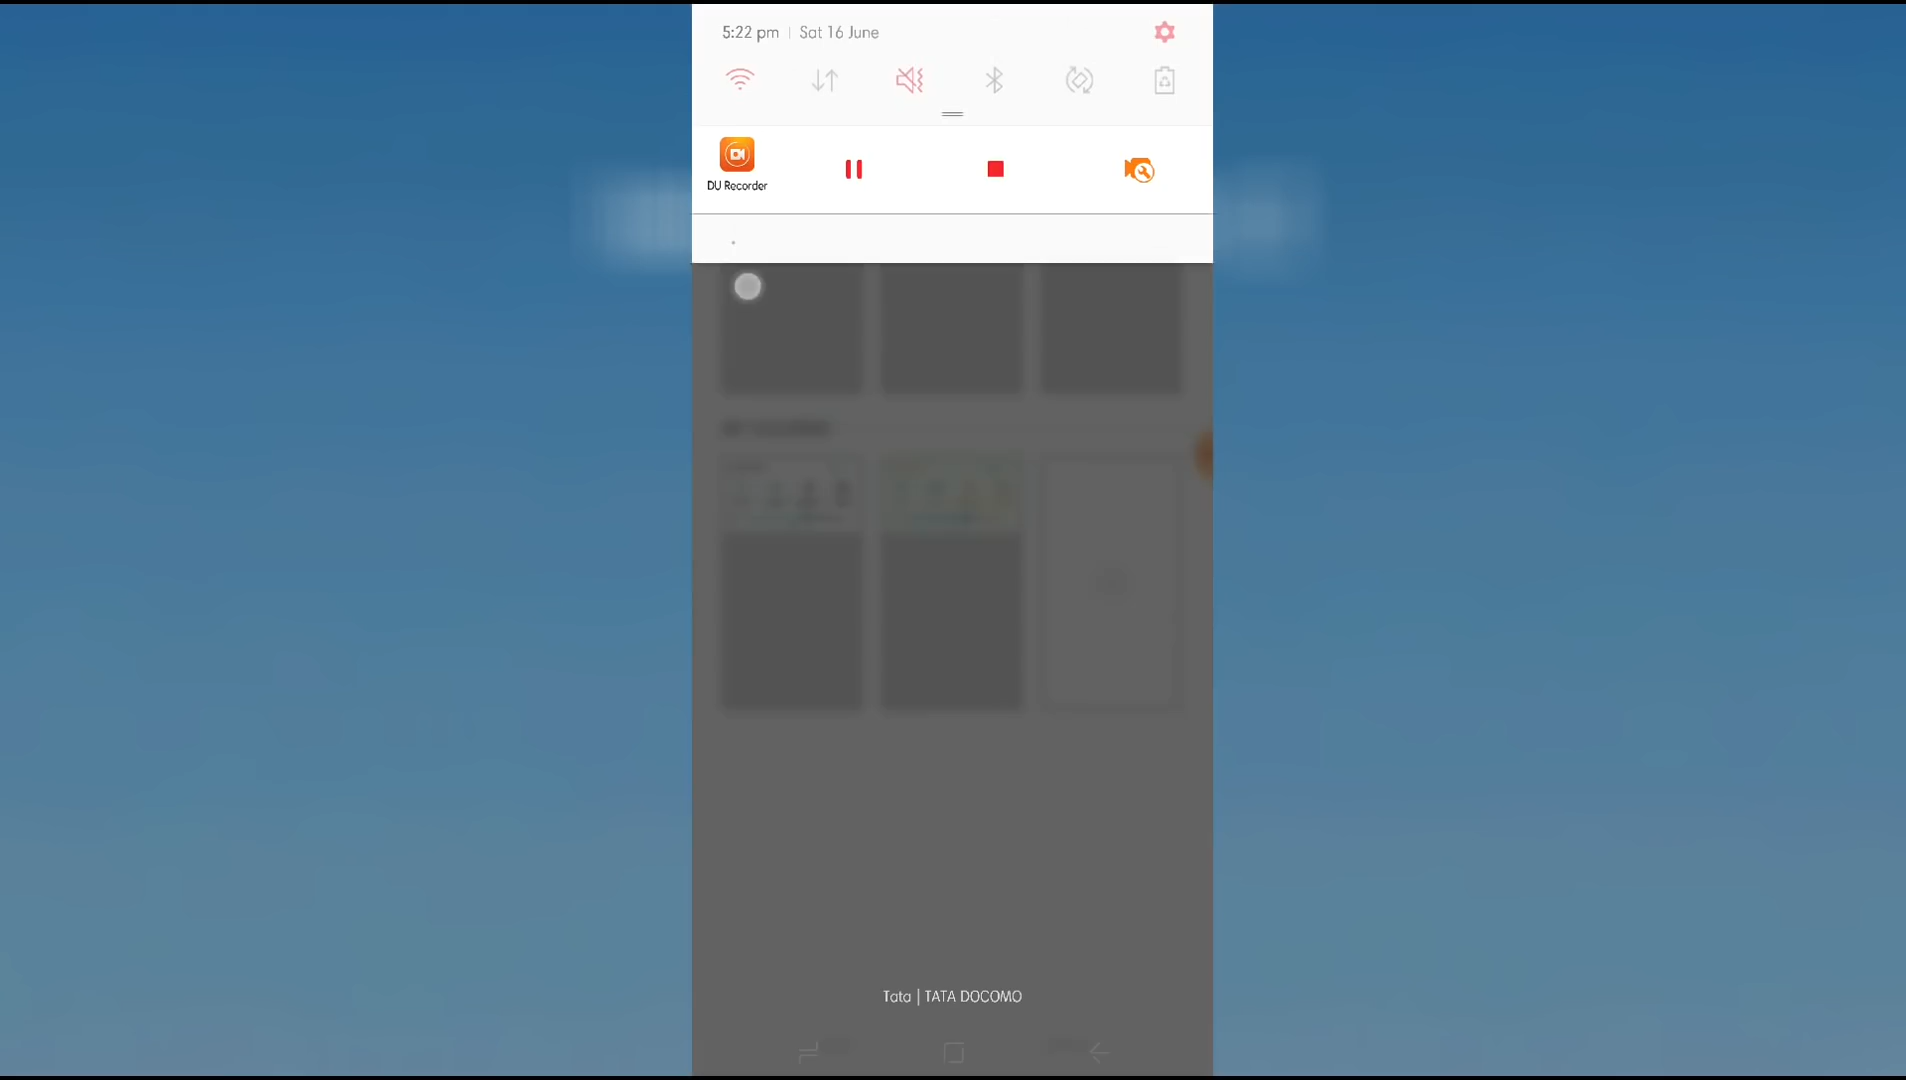 5:22 pm | Sat 16 June
DU Recorder
Tata | TATA DOCOMO